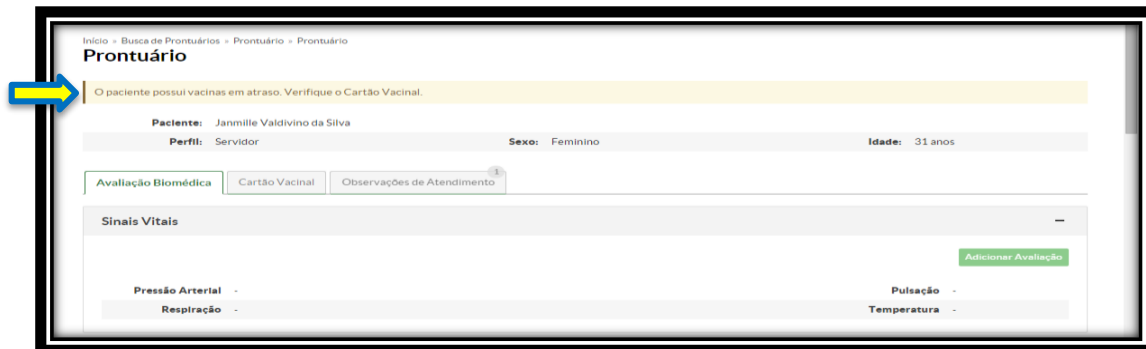 Início » Busca de Prontuários » Prontuário » Prontuário
Prontuário
O paciente possui vacinas em atraso. Verifique o Cartão Vacinal.
Paciente: Janmille Valdivino da Silva
Perfil: Servidor Sexo: Feminino Idade: 31 anos
Avaliação Biomédica Cartão Vacinal Observações de Atendimento 1
Sinais Vitais
Adicionar Avaliação
Pressão Arterial - Pulsação -
Respiração - Temperatura -